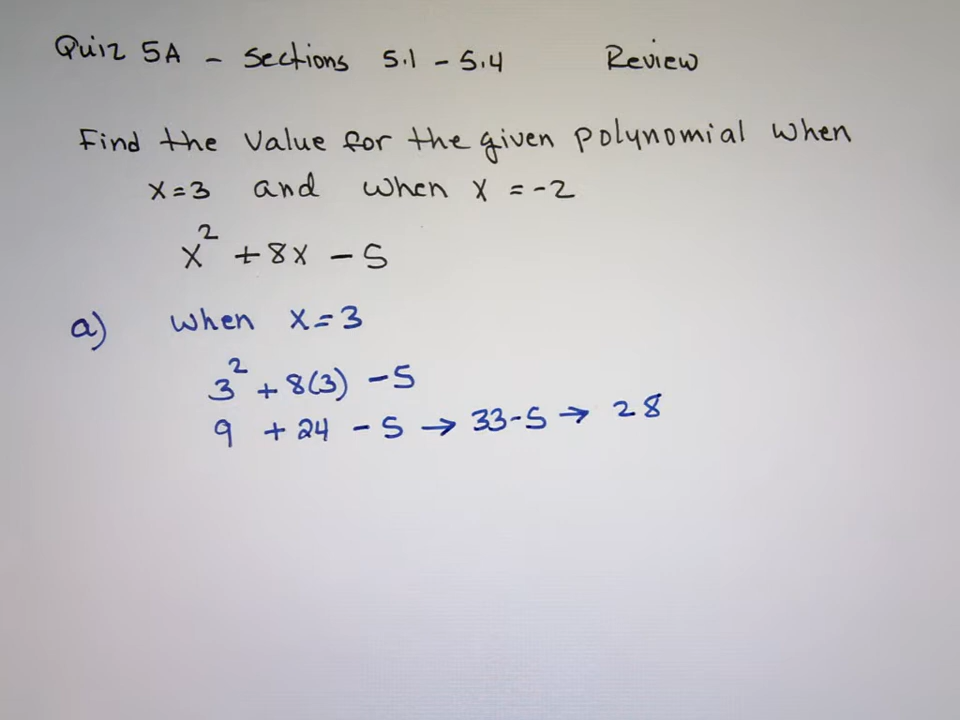 Quiz 5A - Sections 5.1 - 5.4 Review
Find the Value for the given polynomial when
x=3 and when x = -2
x² + 8x - 5
a) when x=3
3² + 8(3) - 5
9 + 24 - 5 → 33-5 → 28